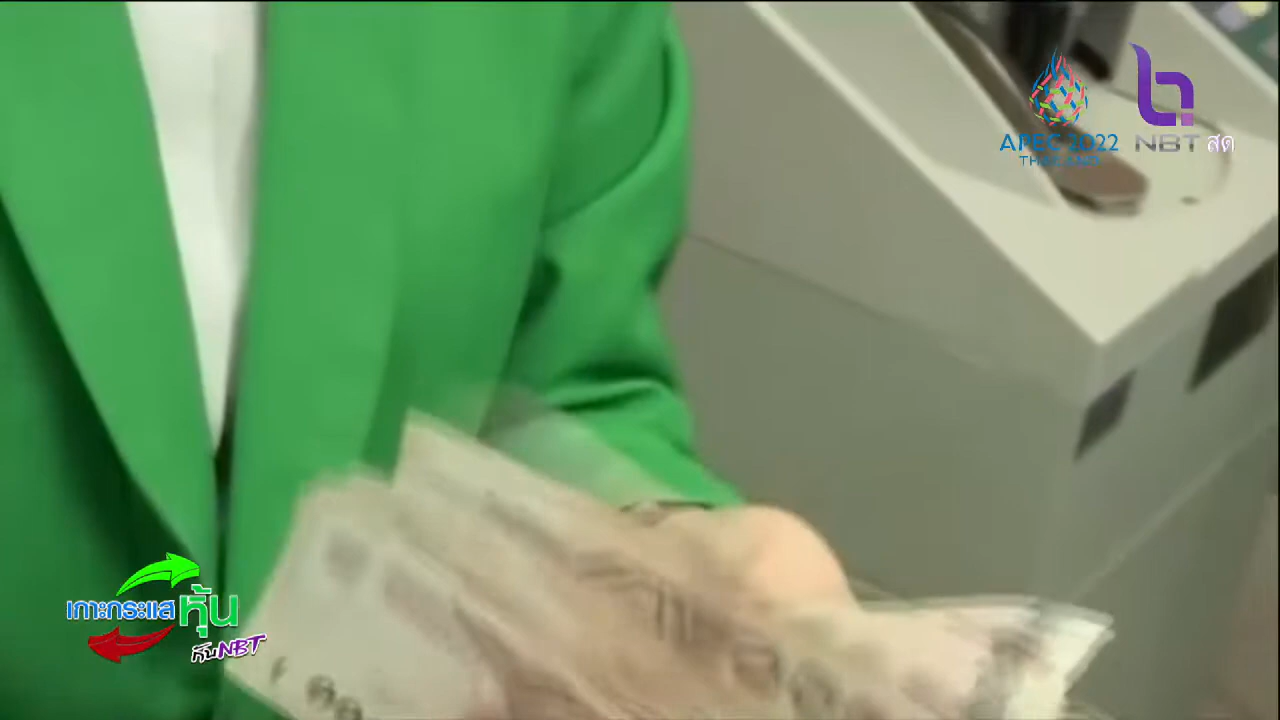 APEC 2022
THAILAND
NBT สด
เกาะกระแส
หุ้น
กับNBT